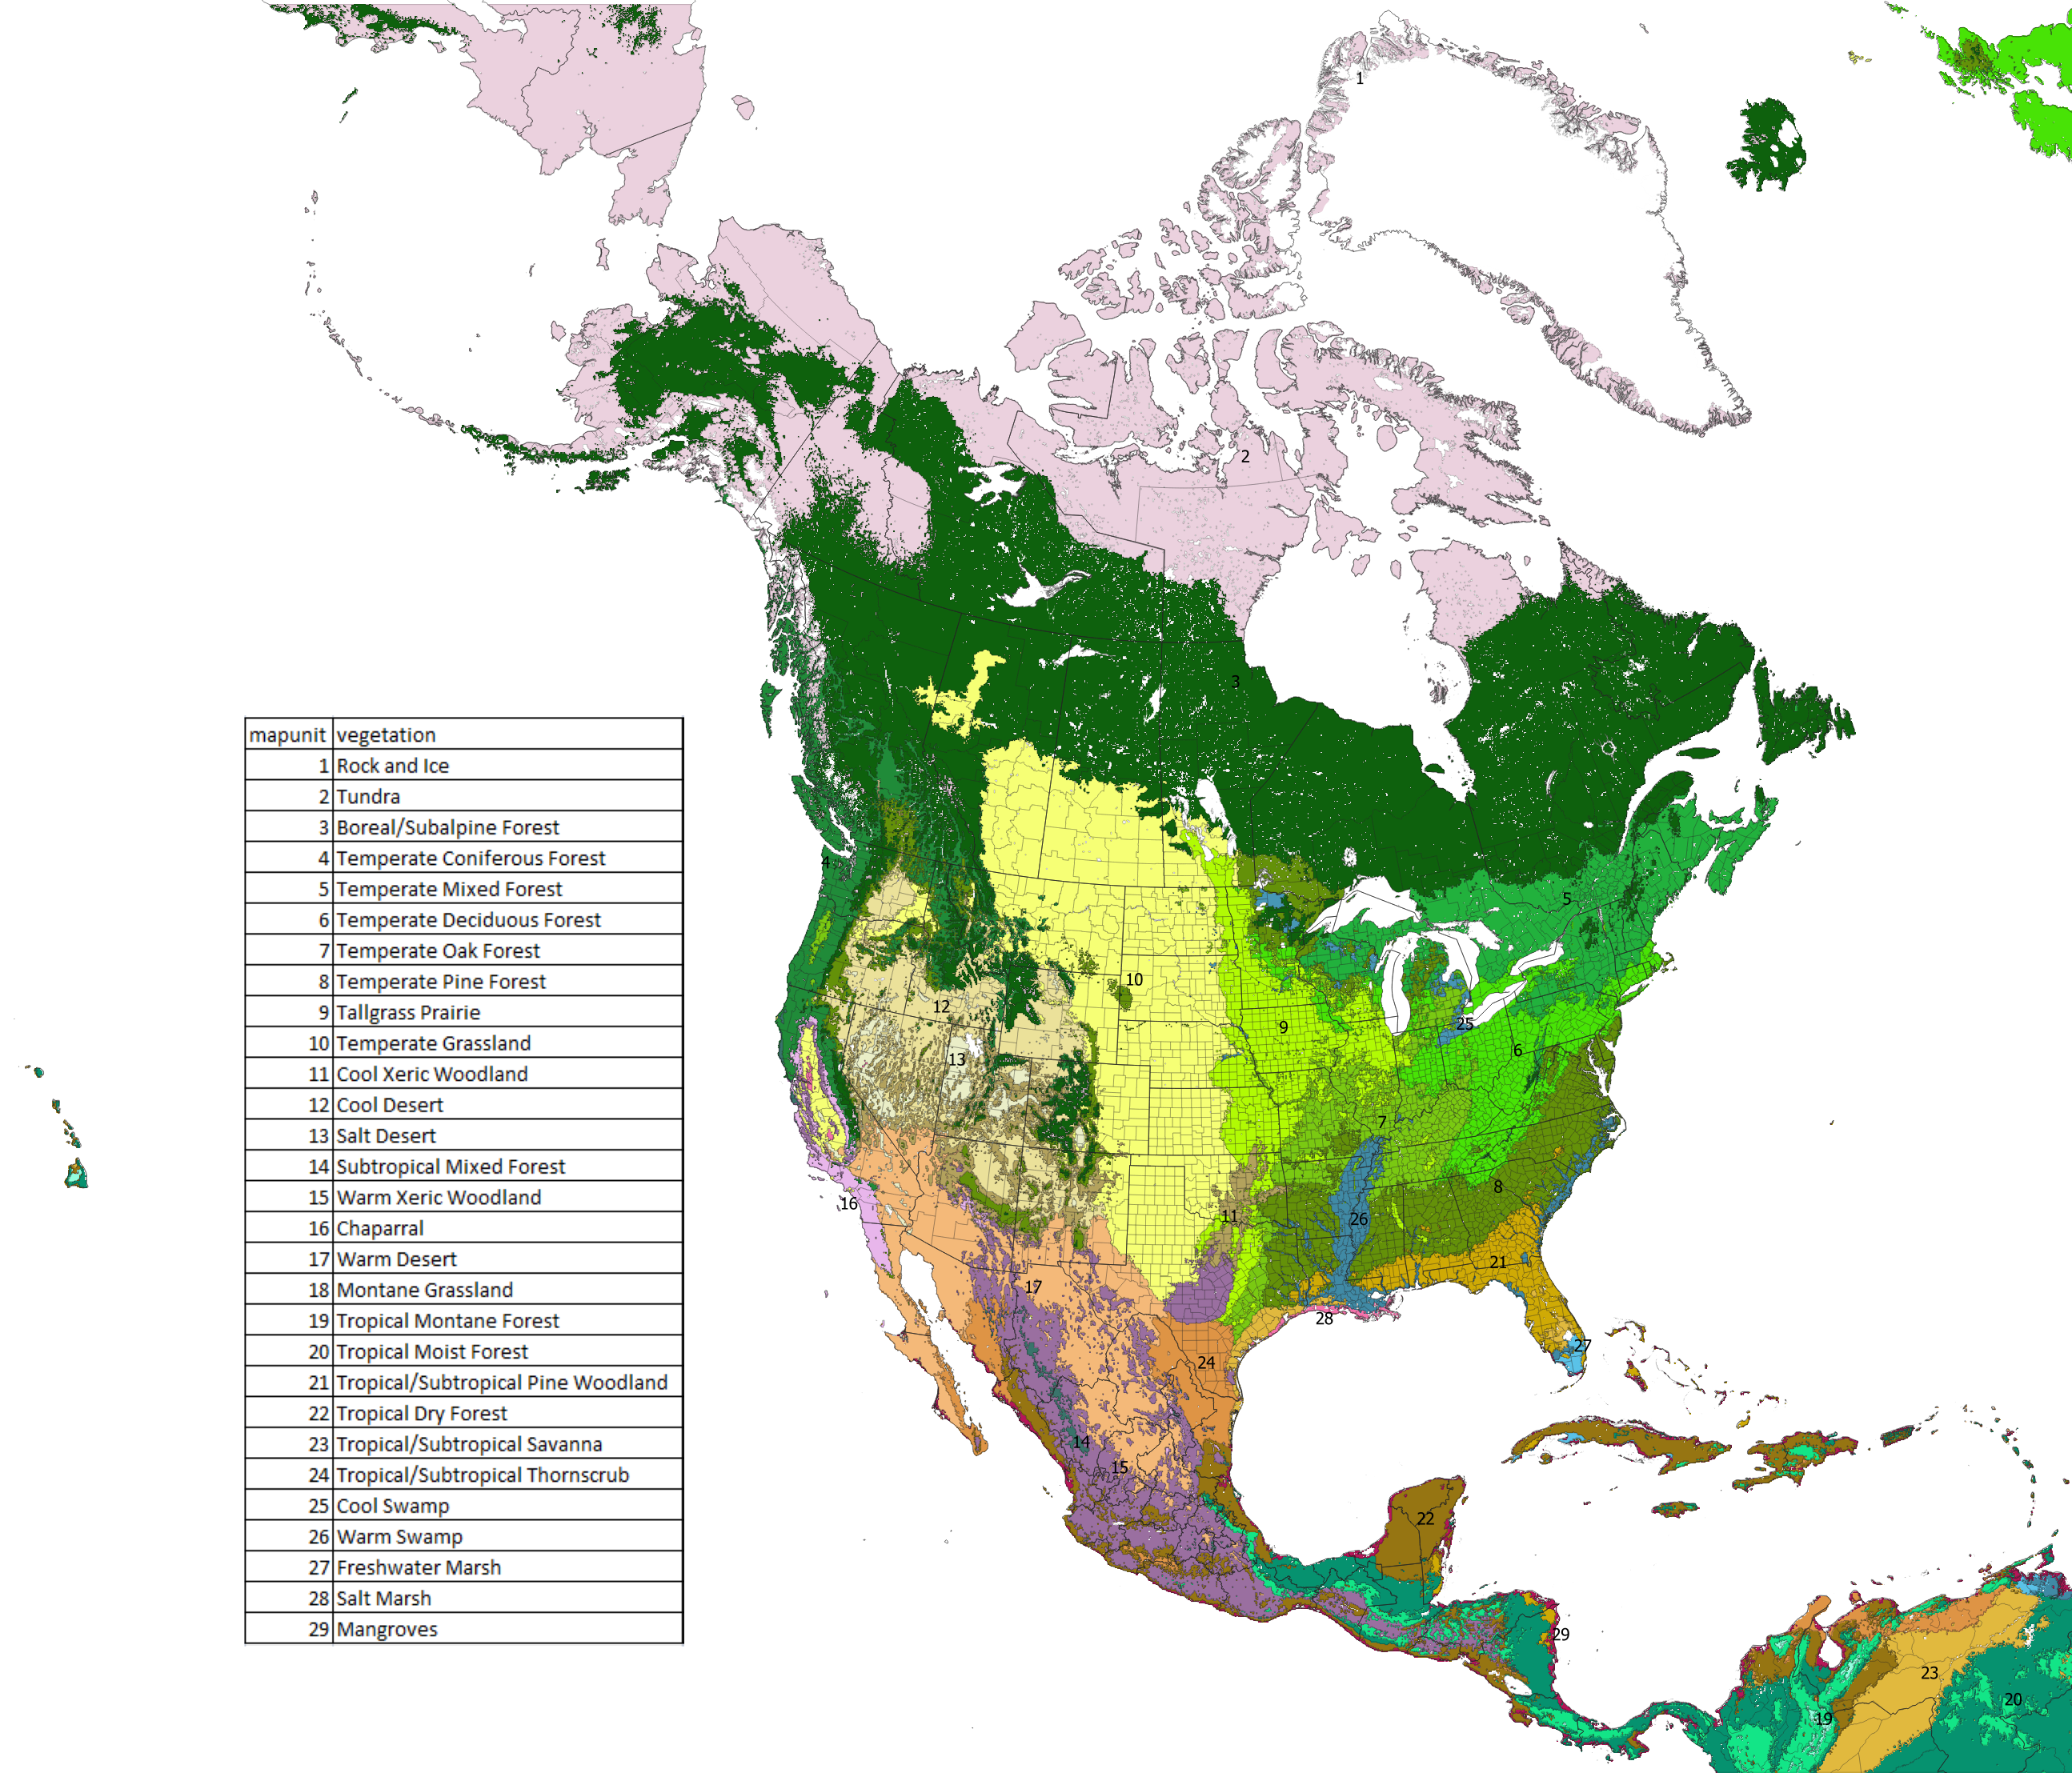 mapunit vegetation
1 Rock and Ice
2 Tundra
3 Boreal/Subalpine Forest
4 Temperate Coniferous Forest
5 Temperate Mixed Forest
6 Temperate Deciduous Forest
7 Temperate Oak Forest
8 Temperate Pine Forest
9 Tallgrass Prairie
10 Temperate Grassland
11 Cool Xeric Woodland
12 Cool Desert
13 Salt Desert
14 Subtropical Mixed Forest
15 Warm Xeric Woodland
16 Chaparral
17 Warm Desert
18 Montane Grassland
19 Tropical Montane Forest
20 Tropical Moist Forest
21 Tropical/Subtropical Pine Woodland
22 Tropical Dry Forest
23 Tropical/Subtropical Savanna
24 Tropical/Subtropical Thornscrub
25 Cool Swamp
26 Warm Swamp
27 Freshwater Marsh
28 Salt Marsh
29 Mangroves
1
2
3
4
5
10
12
9
25
13
6
7
8
16
11
26
21
17
28
27
24
14
15
22
29
23
20
19